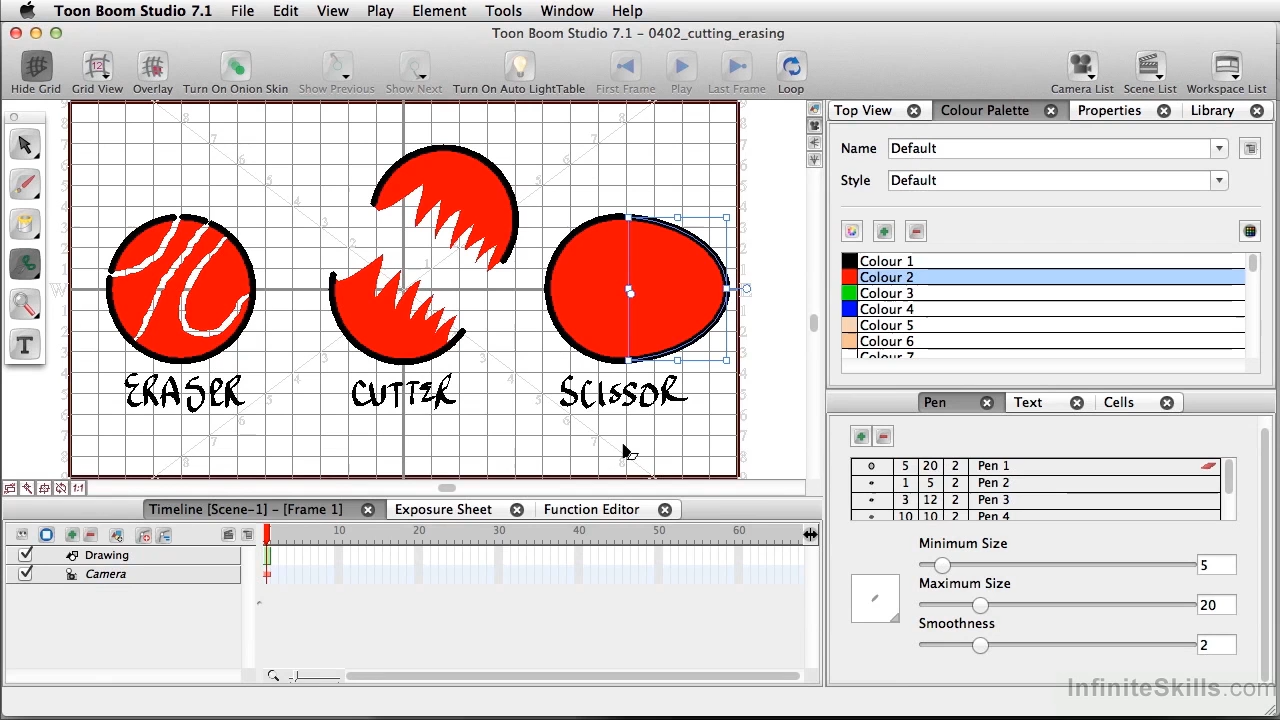 Toon Boom Studio 7.1 File Edit View Play Element Tools Window Help
Toon Boom Studio 7.1 - 0402_cutting_erasing
Hide Grid Grid View Overlay Turn On Onion Skin Show Previous Show Next Turn On Auto LightTable First Frame Play Last Frame Loop Camera List Scene List Workspace List
Top View Colour Palette Properties Library
Name Default
Style Default
Colour 1
Colour 2
Colour 3
Colour 4
Colour 5
Colour 6
Colour 7
ERASER CUTTER SCISSOR
Pen Text Cells
5 20 2 Pen 1
1 5 2 Pen 2
3 12 2 Pen 3
10 10 2 Pen 4
Minimum Size
5
Maximum Size
20
Smoothness
2
1:1
Timeline [Scene-1] - [Frame 1] Exposure Sheet Function Editor
10 20 30 40 50 60
Drawing
Camera
InfiniteSkills.com